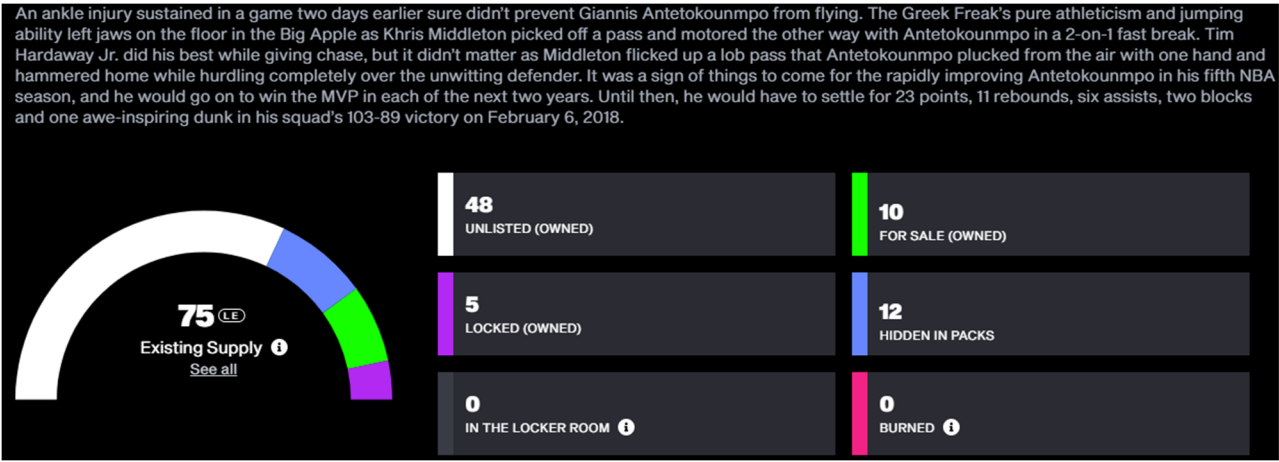 An ankle injury sustained in a game two days earlier sure didn't prevent Giannis Antetokounmpo from flying. The Greek Freak's pure athleticism and jumping
ability left jaws on the floor in the Big Apple as Khris Middleton picked off a pass and motored the other way with Antetokounmpo in a 2-on-1 fast break. Tim
Hardaway Jr. did his best while giving chase, but it didn't matter as Middleton flicked up a lob pass that Antetokounmpo plucked from the air with one hand and
hammered home while hurdling completely over the unwitting defender. It was a sign of things to come for the rapidly improving Antetokounmpo in his fifth NBA
season, and he would go on to win the MVP in each of the next two years. Until then, he would have to settle for 23 points, 11 rebounds, six assists, two blocks
and one awe-inspiring dunk in his squad's 103-89 victory on February 6, 2018.
75 LE
Existing Supply i
See all
48
UNLISTED (OWNED)
10
FOR SALE (OWNED)
5
LOCKED (OWNED)
12
HIDDEN IN PACKS
0
IN THE LOCKER ROOM i
0
BURNED i